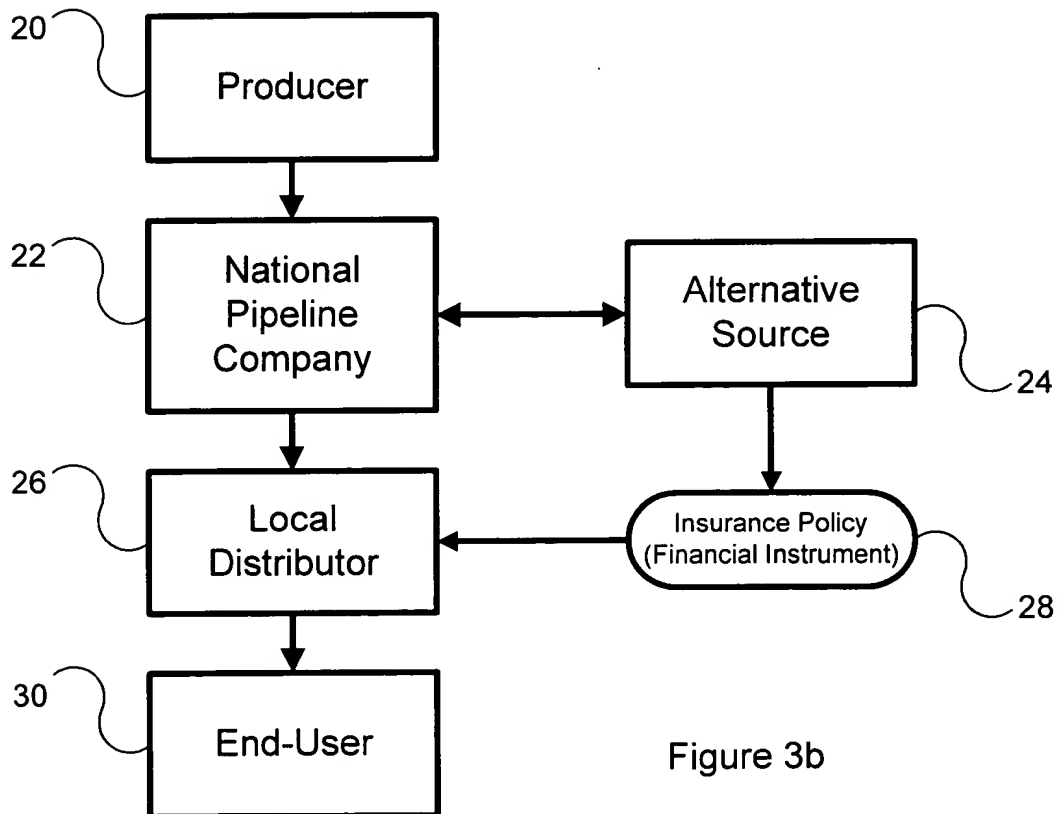 20
Producer
22
National
Pipeline
Company
Alternative
Source
24
26
Local
Distributor
Insurance Policy
(Financial Instrument)
28
30
End-User
Figure 3b